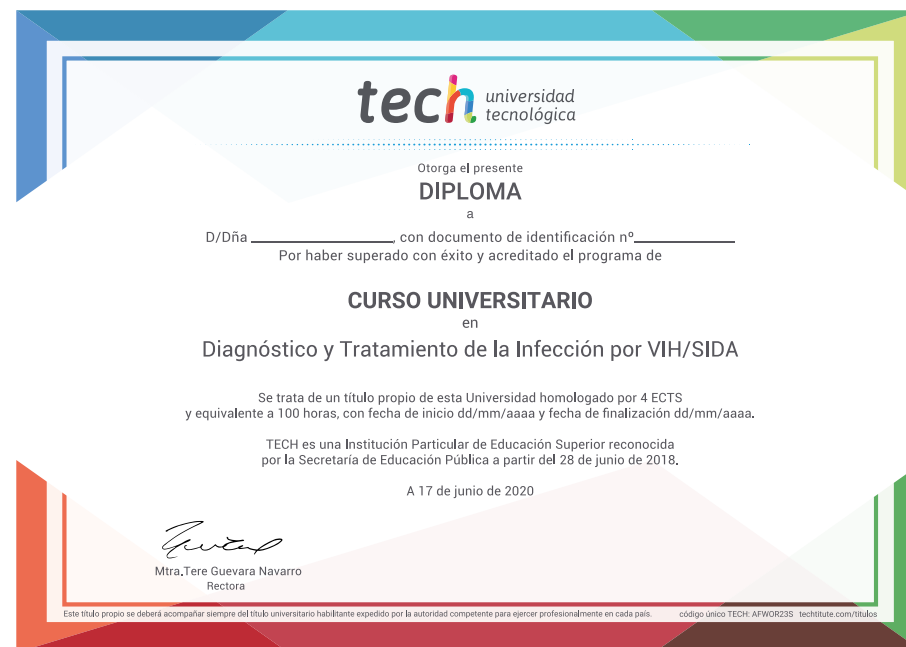 tech universidad
tecnológica
Otorga el presente
DIPLOMA
a
D/Dña ____________, con documento de identificación nº____________
Por haber superado con éxito y acreditado el programa de
CURSO UNIVERSITARIO
en
Diagnóstico y Tratamiento de la Infección por VIH/SIDA
Se trata de un título propio de esta Universidad homologado por 4 ECTS
y equivalente a 100 horas, con fecha de inicio dd/mm/aaaa y fecha de finalización dd/mm/aaaa.
TECH es una Institución Particular de Educación Superior reconocida
por la Secretaría de Educación Pública a partir del 28 de junio de 2018.
A 17 de junio de 2020
Mtra.Tere Guevara Navarro
Rectora
Este título propio se deberá acompañar siempre del título universitario habilitante expedido por la autoridad competente para ejercer profesionalmente en cada país. código único TECH: AFWOR23S techtitute.com/titulos